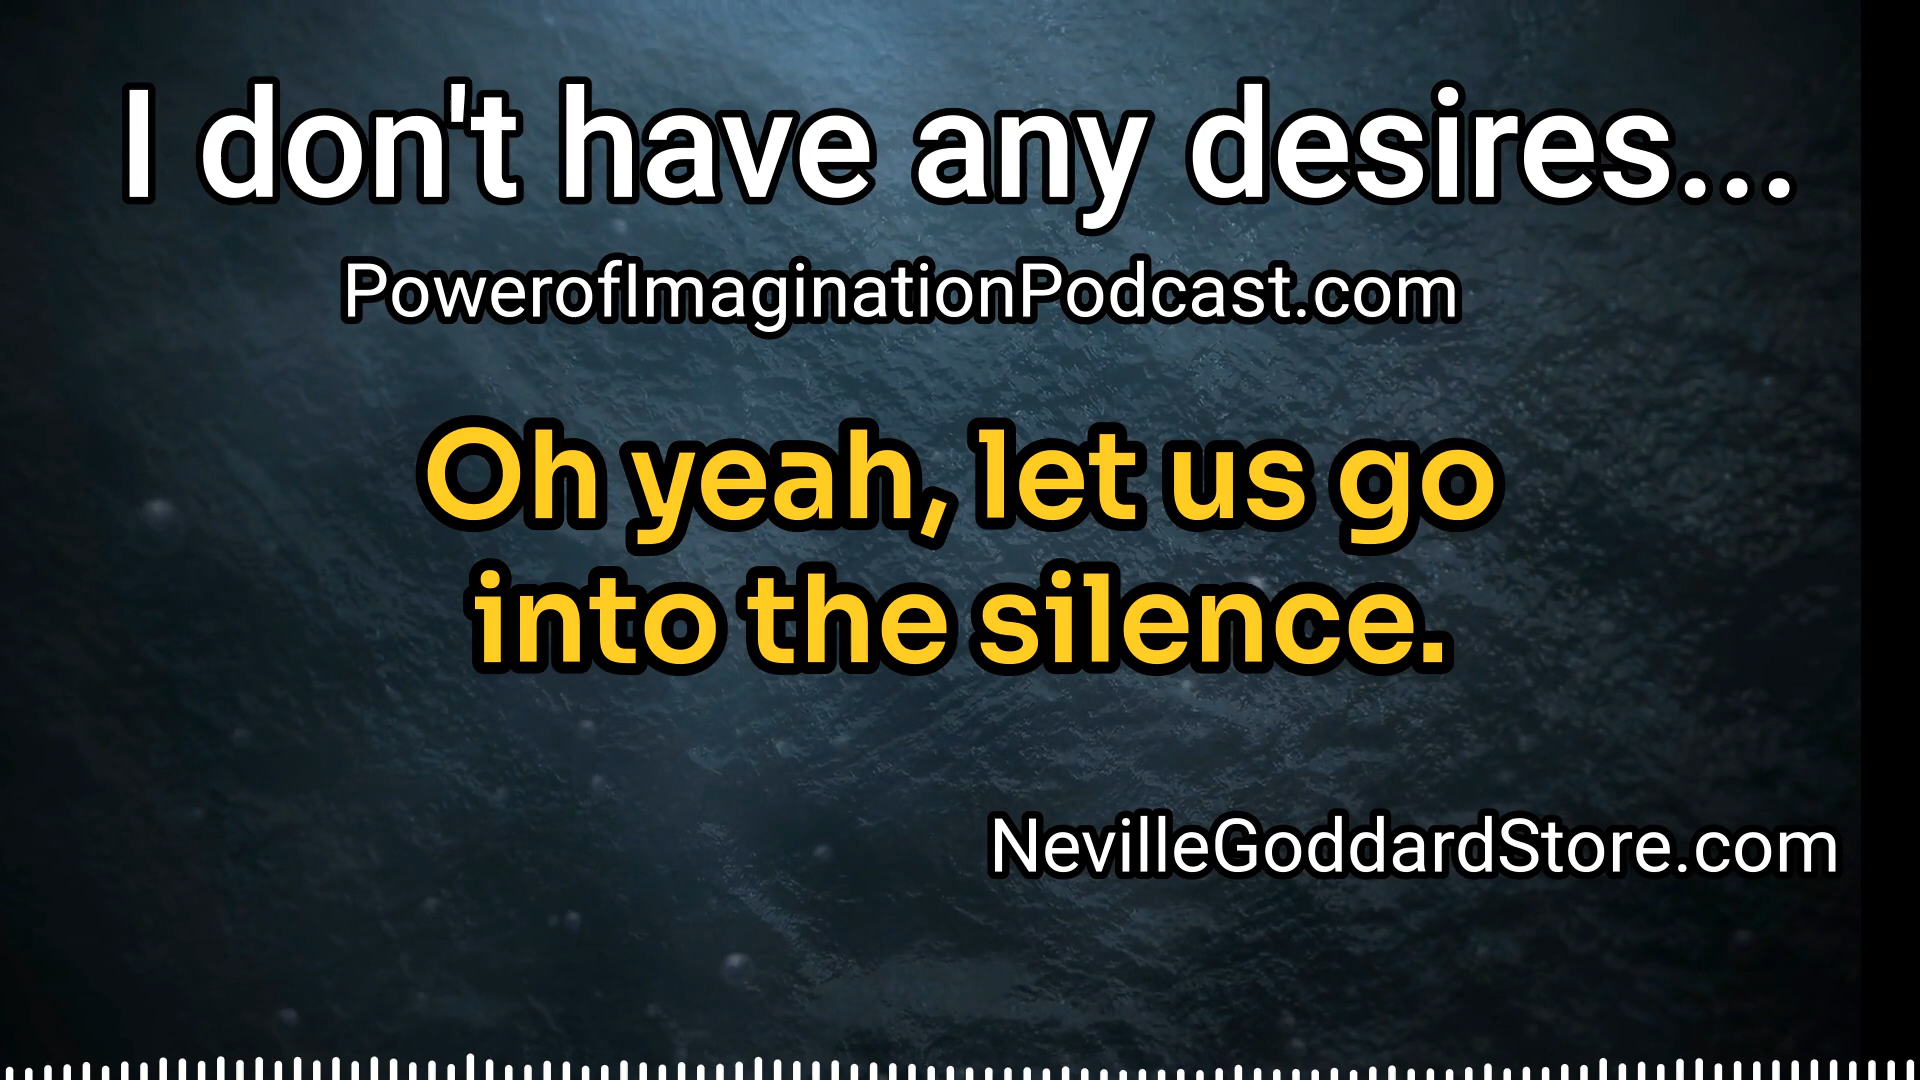 I don't have any desires...
PowerofImaginationPodcast.com
Oh yeah, let us go
into the silence.
NevilleGoddardStore.com